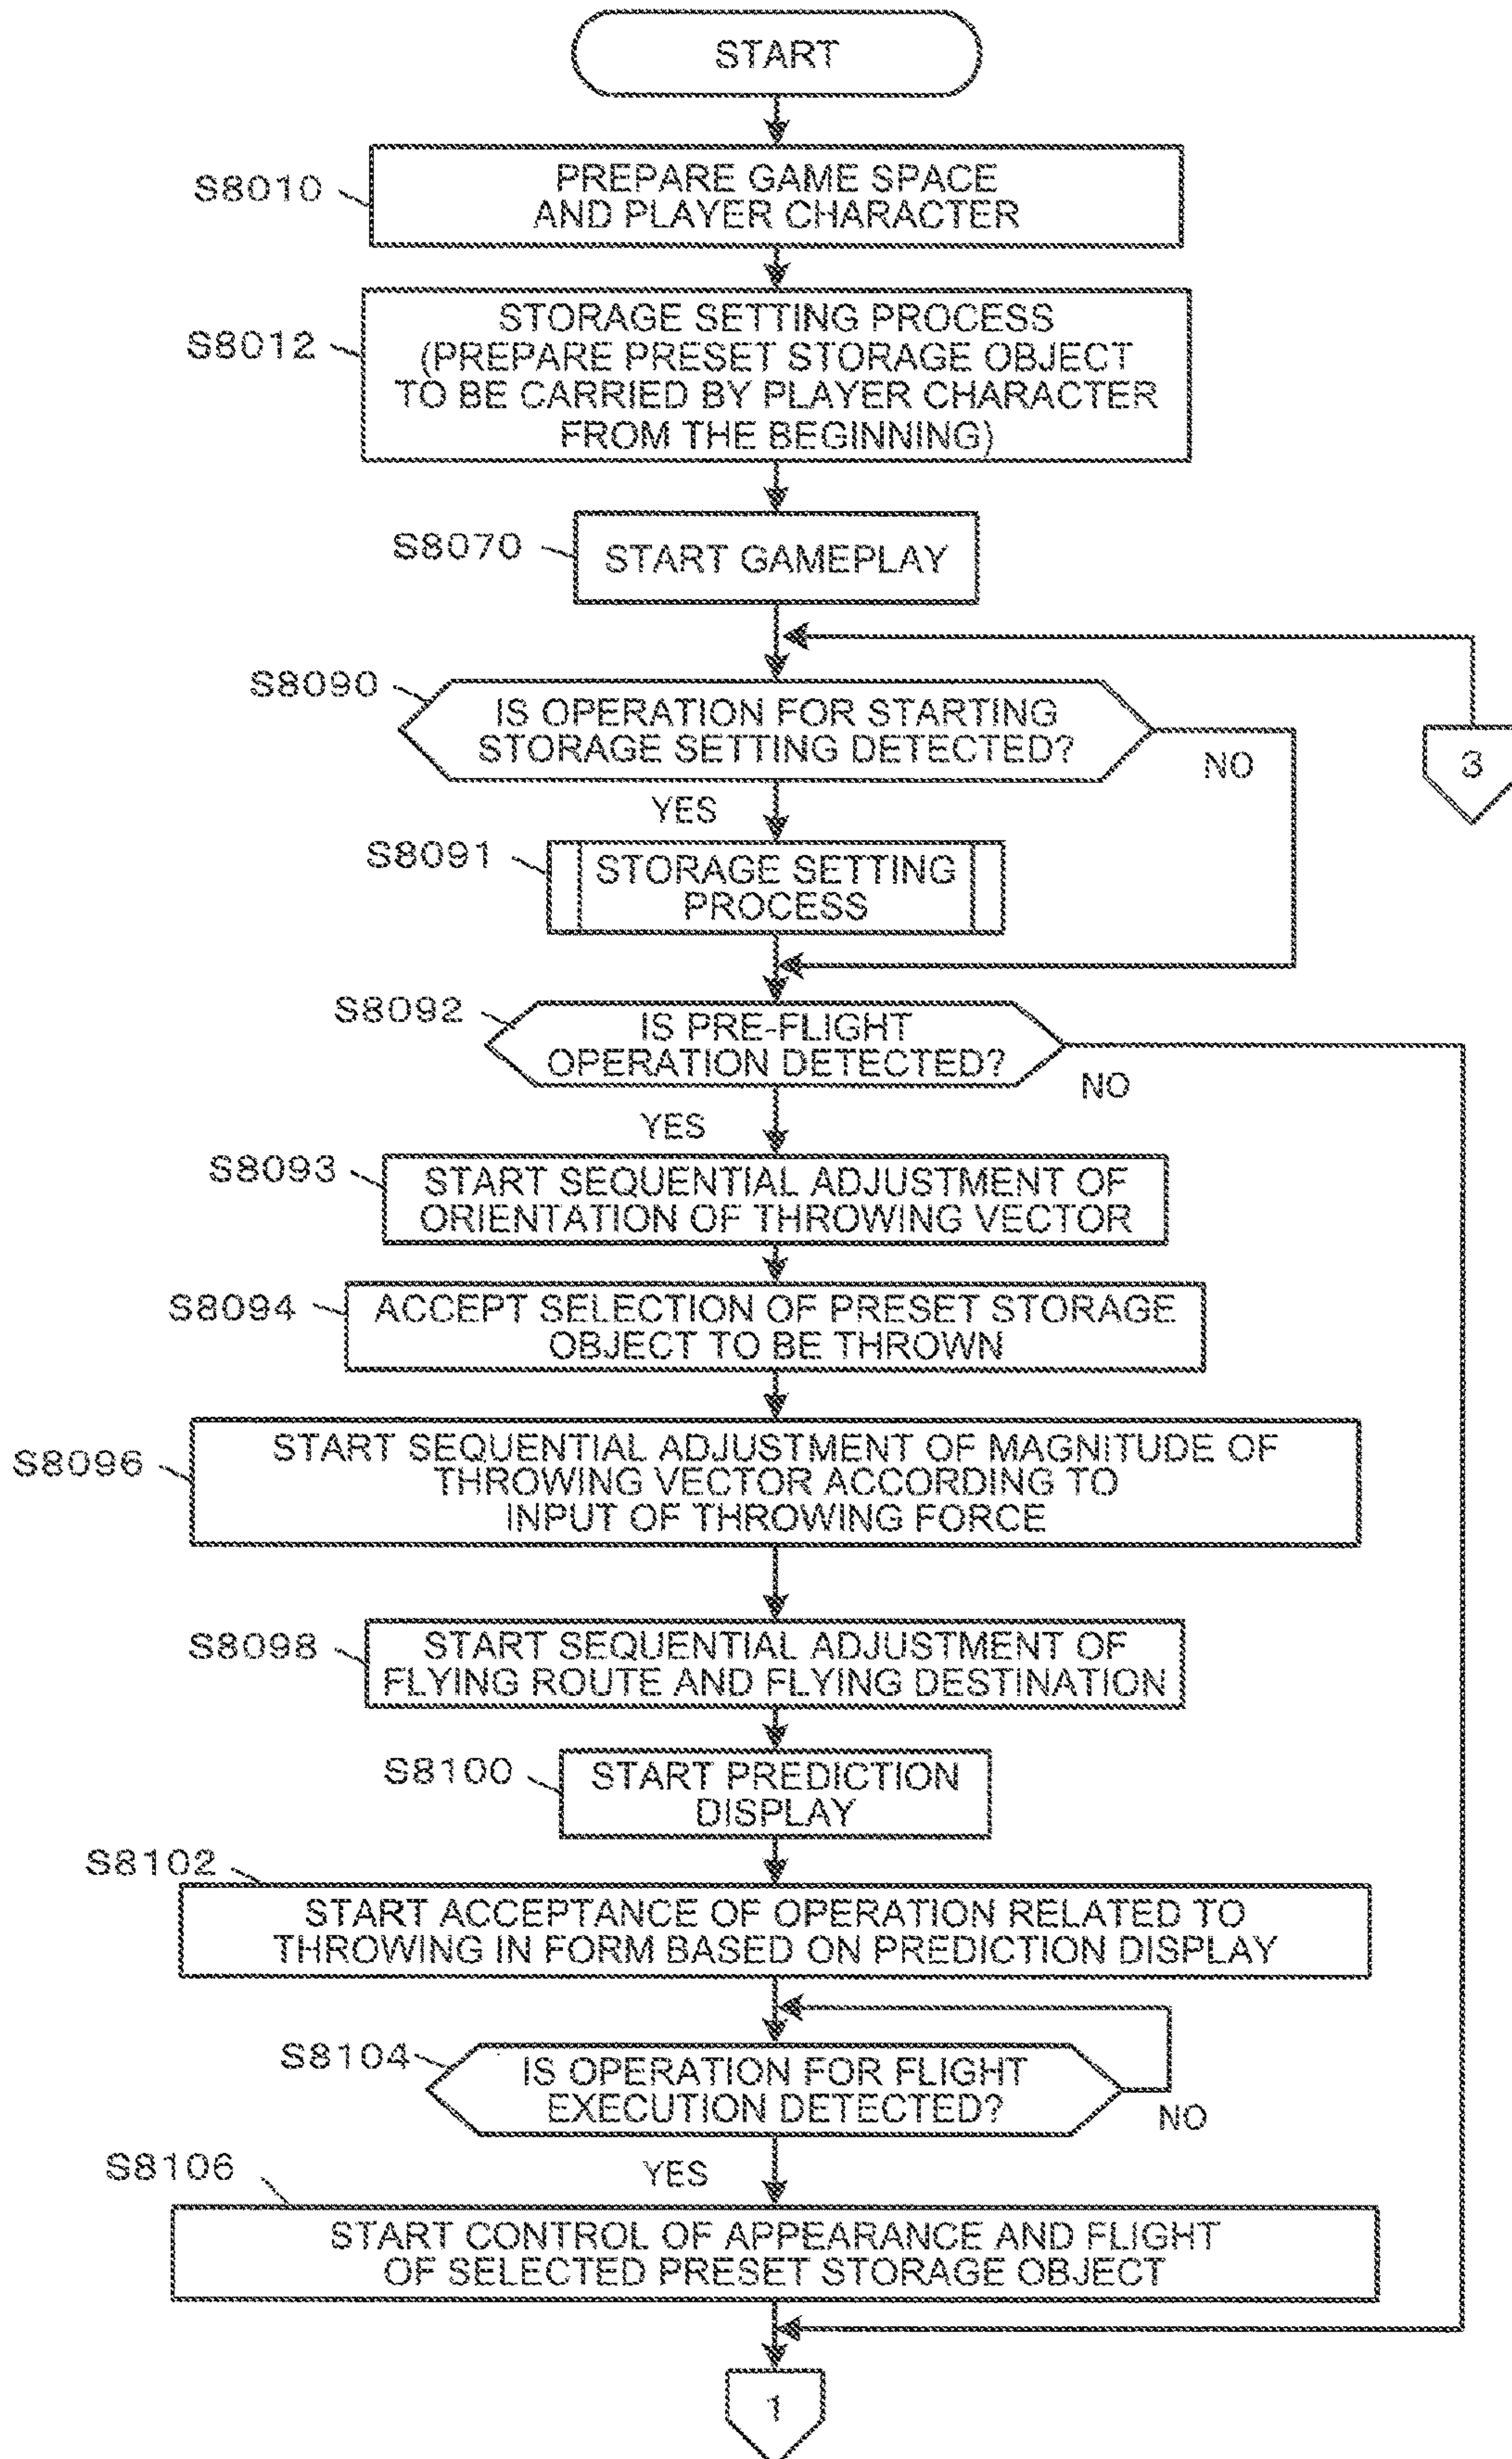 START
S8010
PREPARE GAME SPACE
AND PLAYER CHARACTER
S8012
STORAGE SETTING PROCESS
(PREPARE PRESET STORAGE OBJECT
TO BE CARRIED BY PLAYER CHARACTER
FROM THE BEGINNING)
S8070
START GAMEPLAY
S8090
IS OPERATION FOR STARTING
STORAGE SETTING DETECTED?
NO
3
YES
S8091
STORAGE SETTING
PROCESS
S8092
IS PRE-FLIGHT
OPERATION DETECTED?
NO
YES
S8093
START SEQUENTIAL ADJUSTMENT OF
ORIENTATION OF THROWING VECTOR
S8094
ACCEPT SELECTION OF PRESET STORAGE
OBJECT TO BE THROWN
S8096
START SEQUENTIAL ADJUSTMENT OF MAGNITUDE OF
THROWING VECTOR ACCORDING TO
INPUT OF THROWING FORCE
S8098
START SEQUENTIAL ADJUSTMENT OF
FLYING ROUTE AND FLYING DESTINATION
S8100
START PREDICTION
DISPLAY
S8102
START ACCEPTANCE OF OPERATION RELATED TO
THROWING IN FORM BASED ON PREDICTION DISPLAY
S8104
IS OPERATION FOR FLIGHT
EXECUTION DETECTED?
NO
YES
S8106
START CONTROL OF APPEARANCE AND FLIGHT
OF SELECTED PRESET STORAGE OBJECT
1